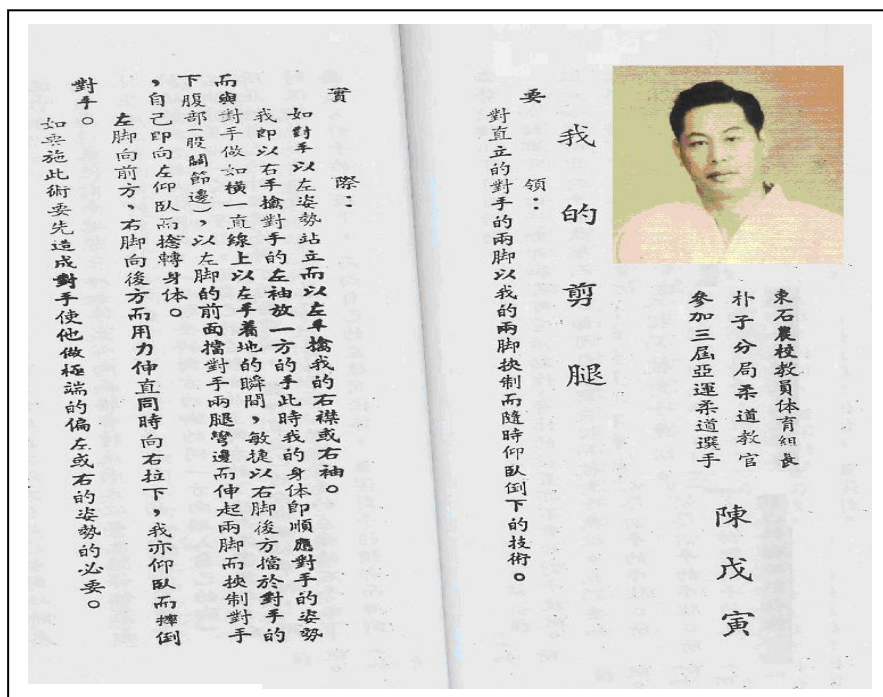 東石農校教員体育組長
朴子分局柔道教官
參加三屆亞運柔道選手
陳戊寅
我的剪腿
要領：
對直立的對手的兩脚以我的兩脚挾制而隨時仰臥倒下的技術。
實際：
如對手以左姿勢站立而以左手擒我的右襟或右袖。
我即以右手擒對手的左袖放一方的手此時我的身体即順應對手的姿勢
而與對手做如橫一直線上以左手着地的瞬間，敏捷以右脚後方擋於對手的
下腹部（股關節邊），以左脚的前面擋對手兩腿彎邊而伸起兩脚而挾制對手
，自己即向左仰臥而捻轉身体。
左脚向前方，右脚向後方而用力伸直同時向右拉下，我亦仰臥而摔倒
對手。
如要施此術要先造成對手使他做極端的偏左或右的姿勢的必要。